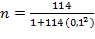 n = 114 / 1+114 (0,1²)